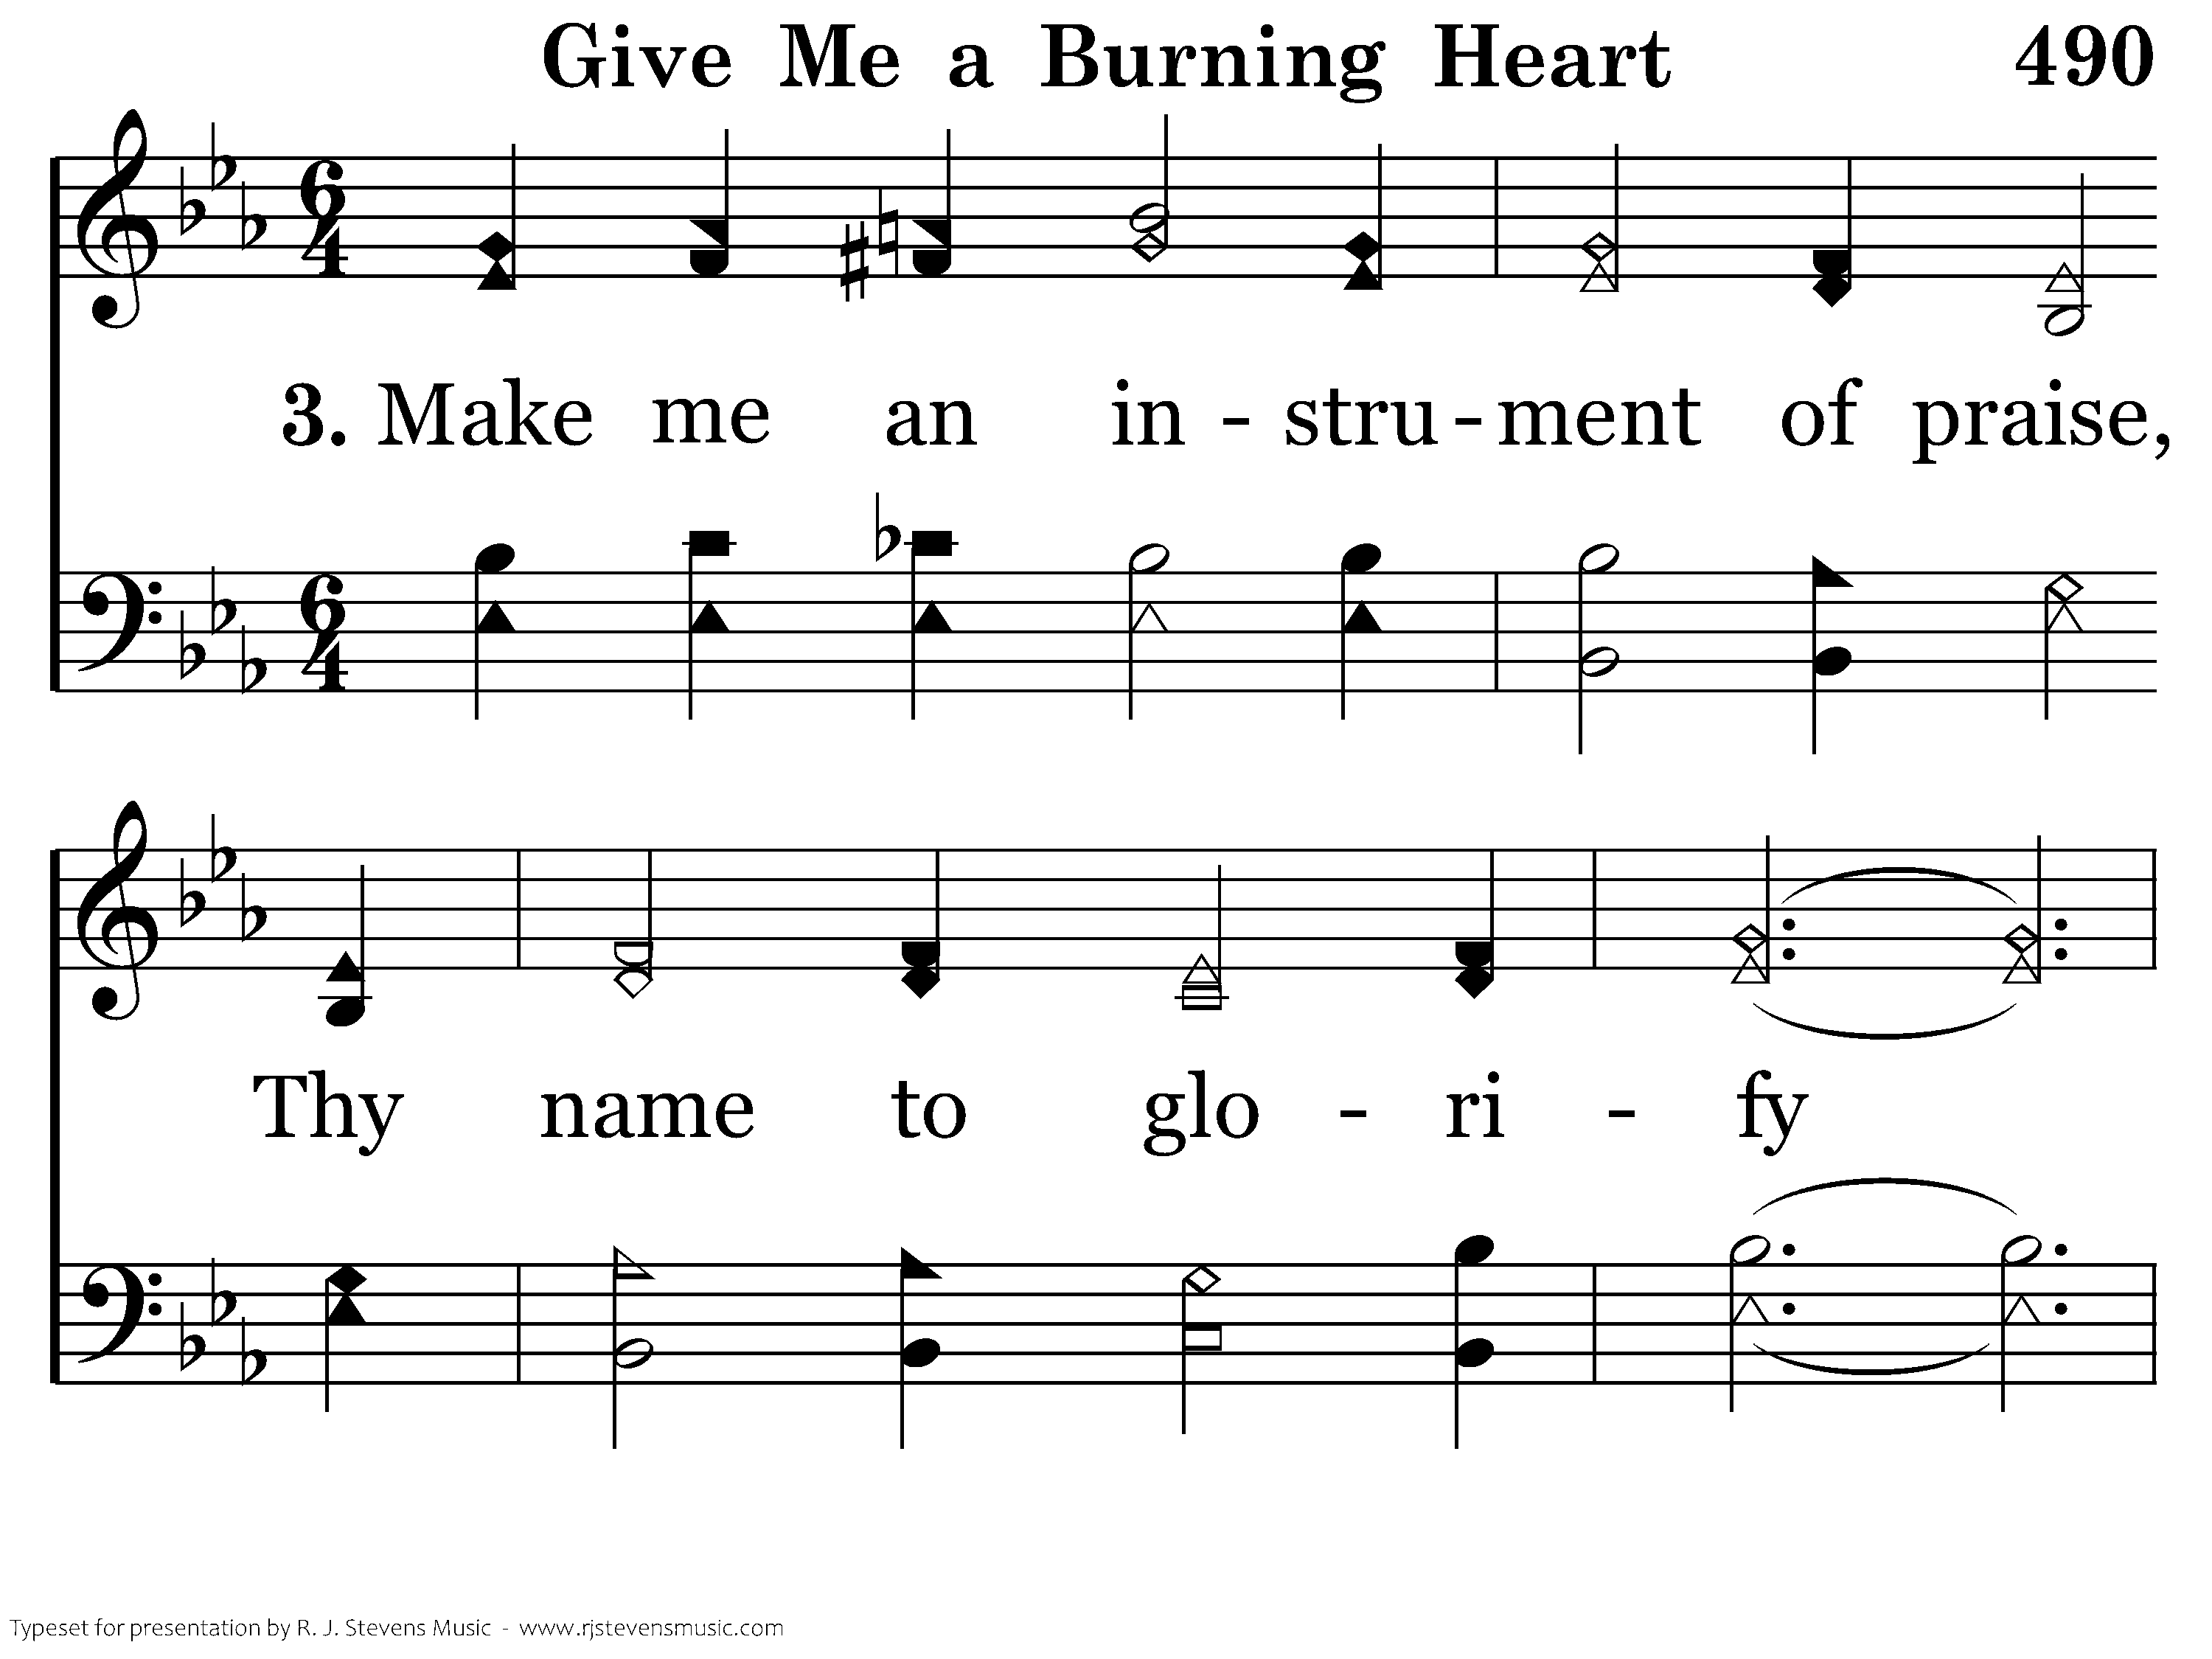 Give Me a Burning Heart 490
3. Make me an in - stru - ment of praise,
Thy name to glo - ri - fy
Typeset for presentation by R. J. Stevens Music - www.rjstevensmusic.com